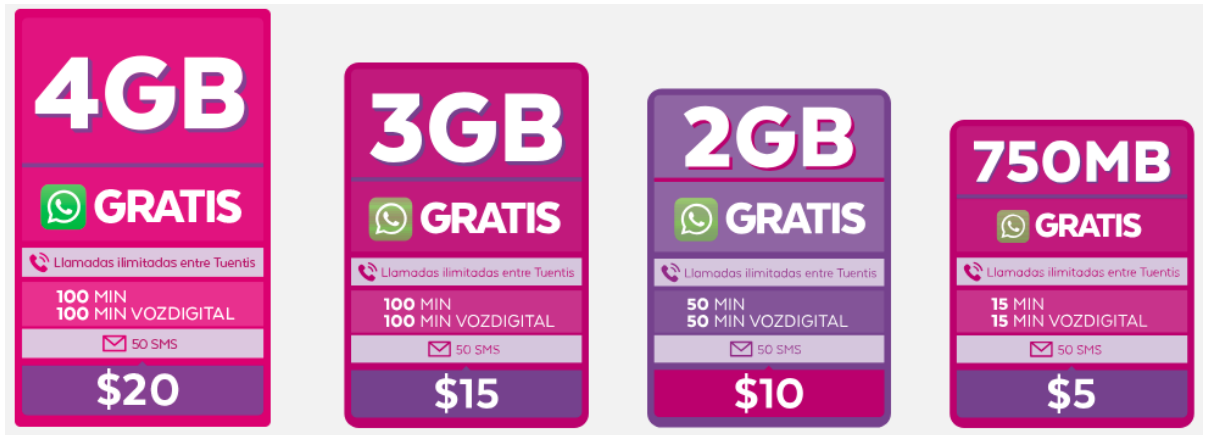 4GB
GRATIS
Llamadas ilimitadas entre Tuentis
100 MIN
100 MIN VOZDIGITAL
50 SMS
$20
3GB
GRATIS
Llamadas ilimitadas entre Tuentis
100 MIN
100 MIN VOZDIGITAL
50 SMS
$15
2GB
GRATIS
Llamadas ilimitadas entre Tuentis
50 MIN
50 MIN VOZDIGITAL
50 SMS
$10
750MB
GRATIS
Llamadas ilimitadas entre Tuentis
15 MIN
15 MIN VOZDIGITAL
50 SMS
$5